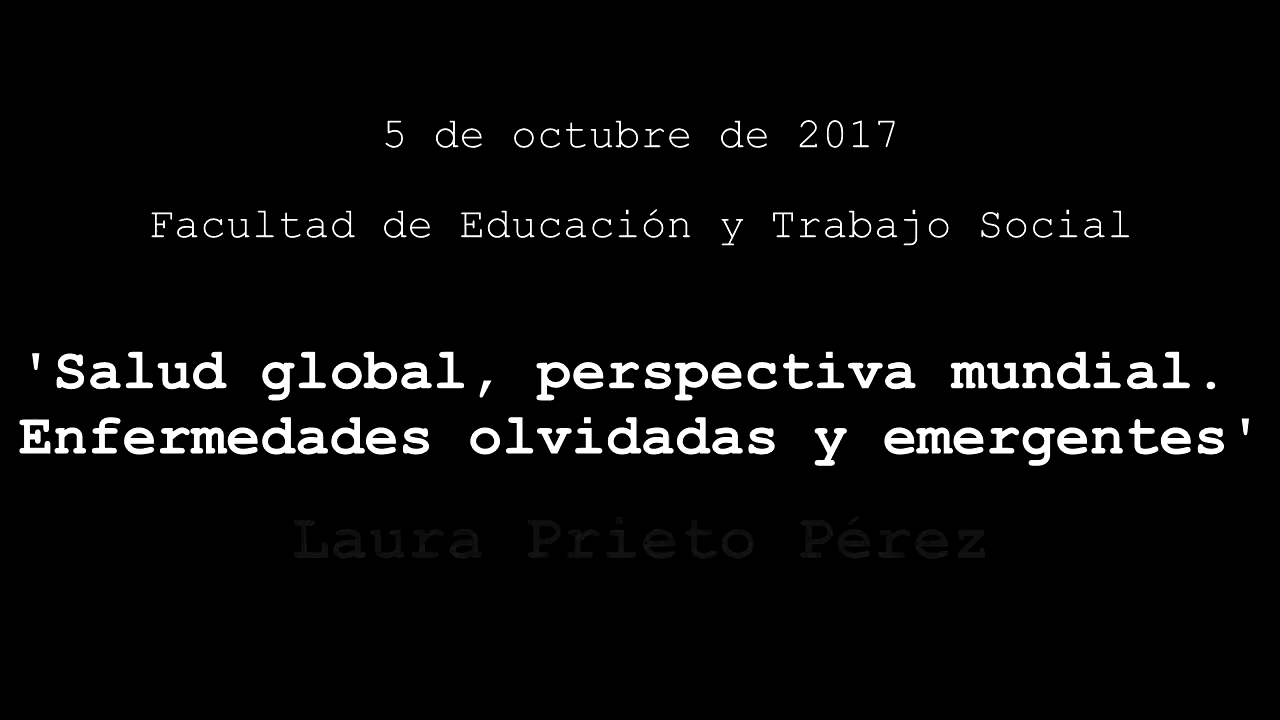 5 de octubre de 2017
Facultad de Educación y Trabajo Social
'Salud global, perspectiva mundial.
Enfermedades olvidadas y emergentes'
Laura Prieto Pérez